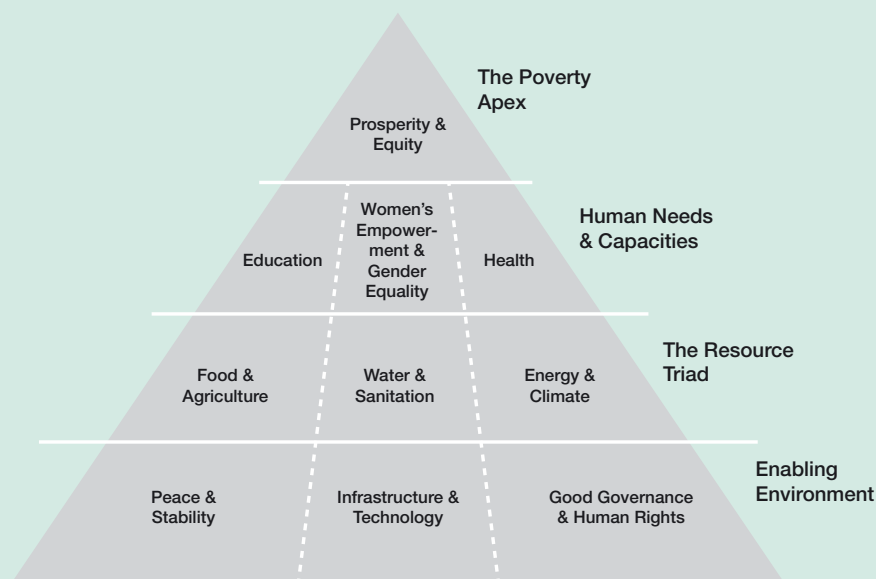 The Poverty
Apex
Prosperity &
Equity
Human Needs
& Capacities
Education
Women's
Empower-
ment &
Gender
Equality
Health
The Resource
Triad
Food &
Agriculture
Water &
Sanitation
Energy &
Climate
Enabling
Environment
Peace &
Stability
Infrastructure &
Technology
Good Governance
& Human Rights